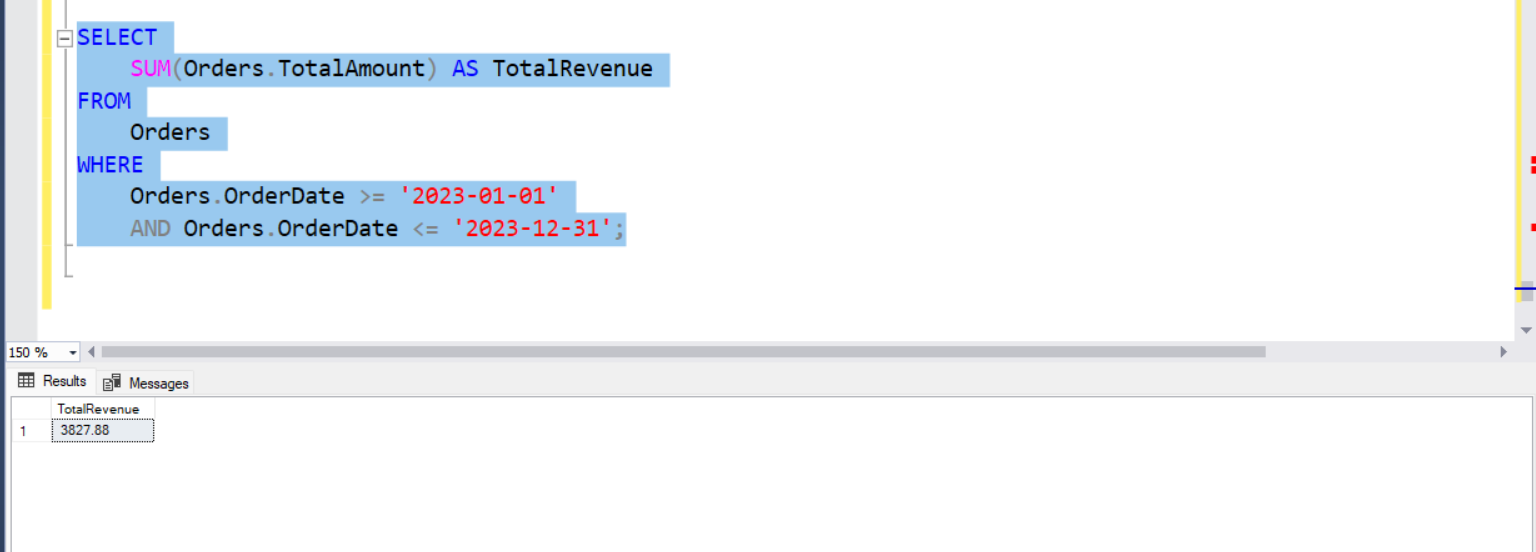 SELECT
    SUM(Orders.TotalAmount) AS TotalRevenue
FROM
    Orders
WHERE
    Orders.OrderDate >= '2023-01-01'
    AND Orders.OrderDate <= '2023-12-31';
150 %
Results Messages
TotalRevenue
1 3827.88